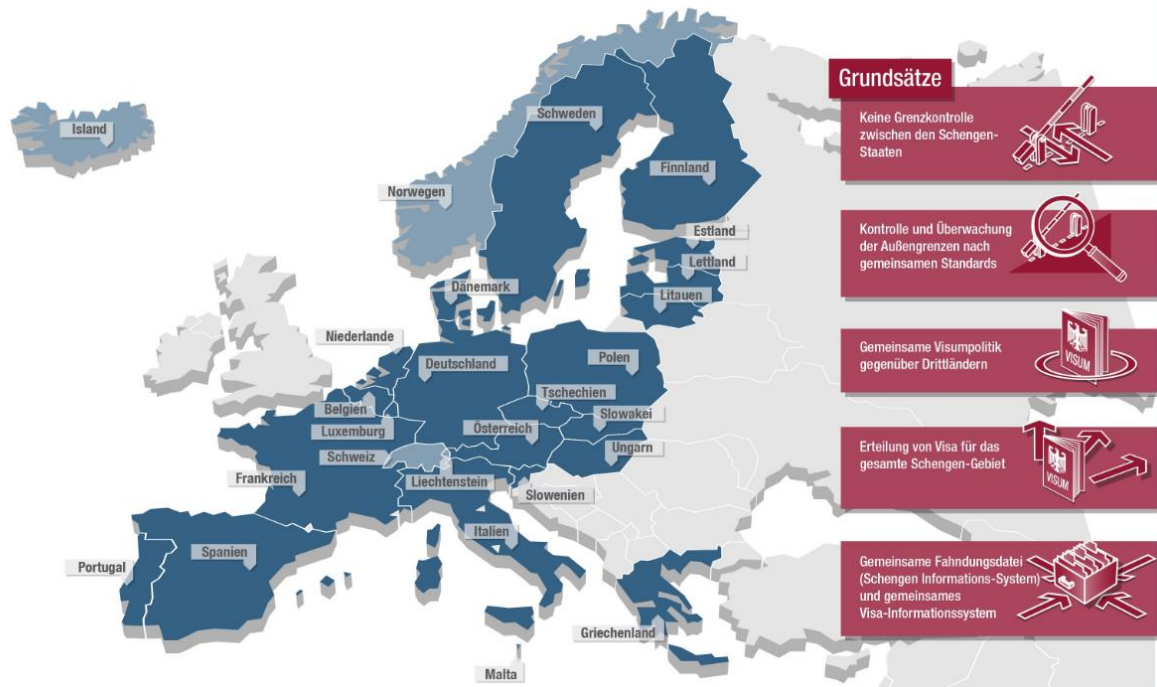 Island
Schweden
Finnland
Norwegen
Estland
Lettland
Dänemark
Litauen
Niederlande
Deutschland
Polen
Tschechien
Belgien
Slowakei
Luxemburg
Österreich
Schweiz
Ungarn
Frankreich
Liechtenstein
Slowenien
Italien
Spanien
Portugal
Griechenland
Malta
Grundsätze
Keine Grenzkontrolle
zwischen den Schengen-
Staaten
Kontrolle und Überwachung
der Außengrenzen nach
gemeinsamen Standards
Gemeinsame Visumpolitik
gegenüber Drittländern
VISUM
Erteilung von Visa für das
gesamte Schengen-Gebiet
VISUM
Gemeinsame Fahndungsdatei
(Schengen Informations-System)
und gemeinsames
Visa-Informationssystem